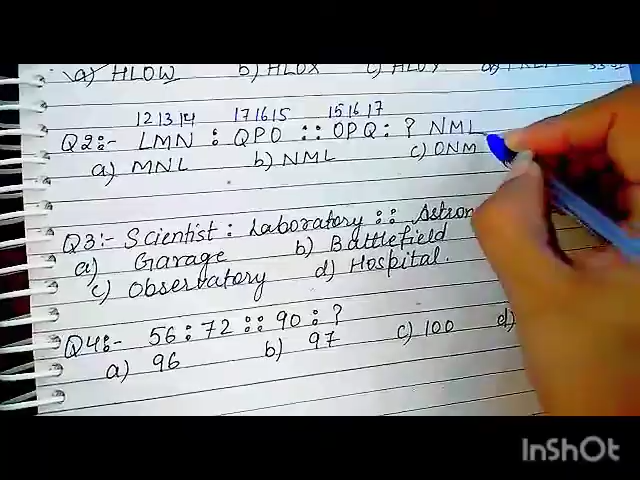 a) HLOW b) HLOX c) HLOY
12 13 14 17 16 15 15 16 17
Q2:- LMN : QPO :: OPQ : ? NML
a) MNL b) NML c) ONM
Q3:- Scientist : Laboratory :: Astron
a) Garage b) Battlefield
c) Observatory d) Hospital.
Q4:- 56 : 72 :: 90 : ?
a) 96 b) 97 c) 100 d)
InShOt